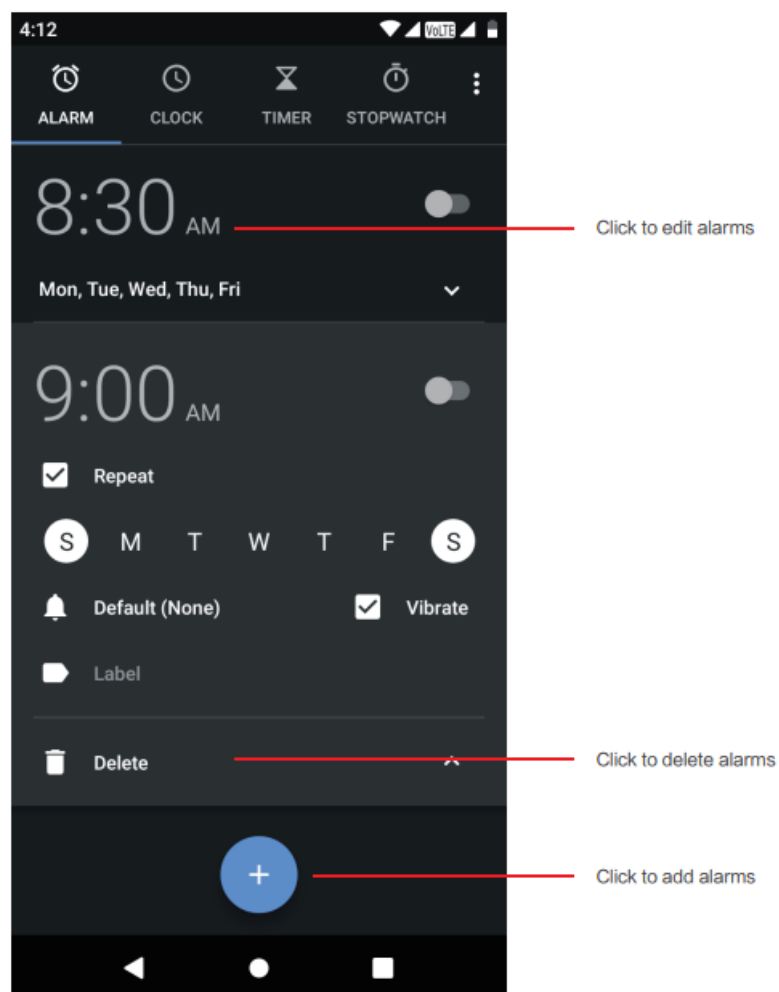 4:12 VoLTE
ALARM CLOCK TIMER STOPWATCH
8:30 AM
Click to edit alarms
Mon, Tue, Wed, Thu, Fri
9:00 AM
Repeat
S M T W T F S
Default (None) Vibrate
Label
Delete
Click to delete alarms
+
Click to add alarms